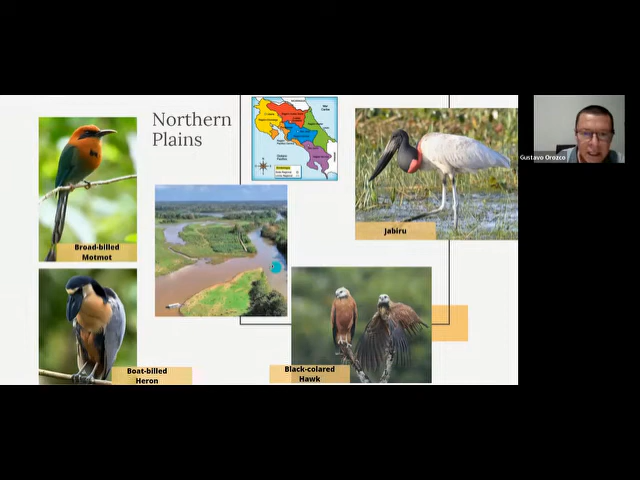 Northern
Plains
Broad-billed
Motmot
Jabiru
Gustavo Orozco
Boat-billed
Heron
Black-colared
Hawk